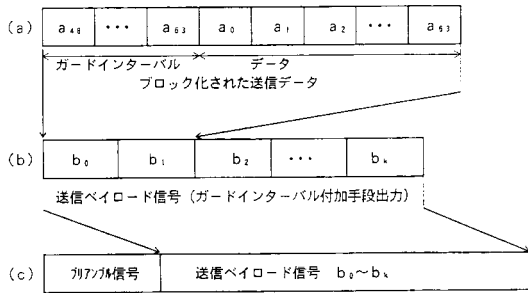 (a) a₄₈ ••• a₆₃ a₀ a₁ a₂ ••• a₆₃
ガードインターバル データ
ブロック化された送信データ
(b) b₀ b₁ b₂ ••• bₖ
送信ペイロード信号（ガードインターバル付加手段出力）
(c) プリアンブル信号 送信ペイロード信号 b₀〜bₖ